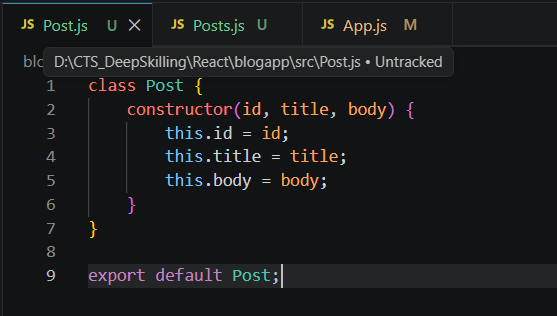 JS Post.js U × JS Posts.js U JS App.js M
blo
D:\CTS_DeepSkilling\React\blogapp\src\Post.js • Untracked
1 class Post {
2 constructor(id, title, body) {
3 this.id = id;
4 this.title = title;
5 this.body = body;
6 }
7 }
8
9 export default Post;